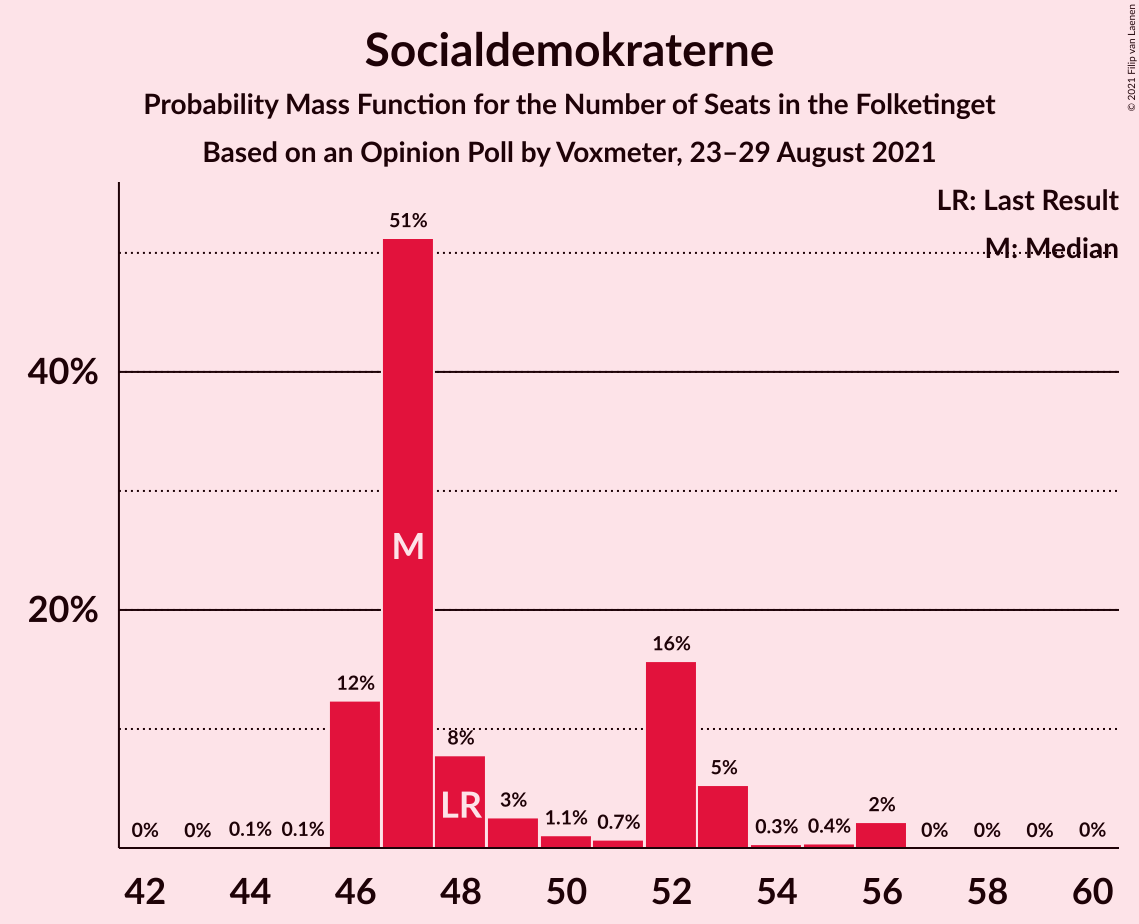 Socialdemokraterne
Probability Mass Function for the Number of Seats in the Folketinget
Based on an Opinion Poll by Voxmeter, 23–29 August 2021
© 2021 Filip van Laenen
LR: Last Result
M: Median
40%
20%
0%
0%
0.1%
0.1%
12%
51%
8%
3%
1.1%
0.7%
16%
5%
0.3%
0.4%
2%
0%
0%
0%
0%
M
LR
42 44 46 48 50 52 54 56 58 60